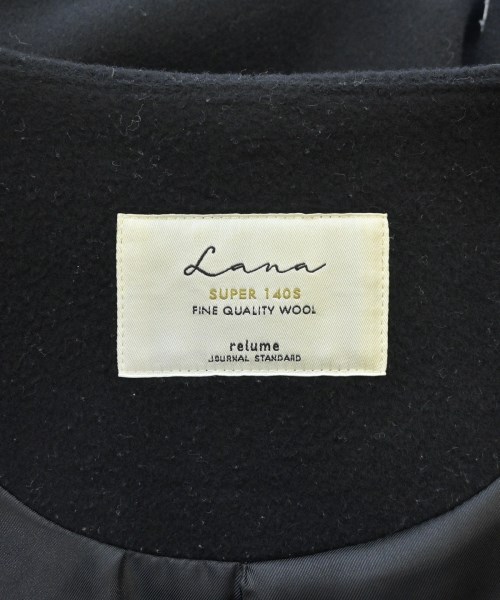 Lana
SUPER 140S
FINE QUALITY WOOL
relume
JOURNAL STANDARD